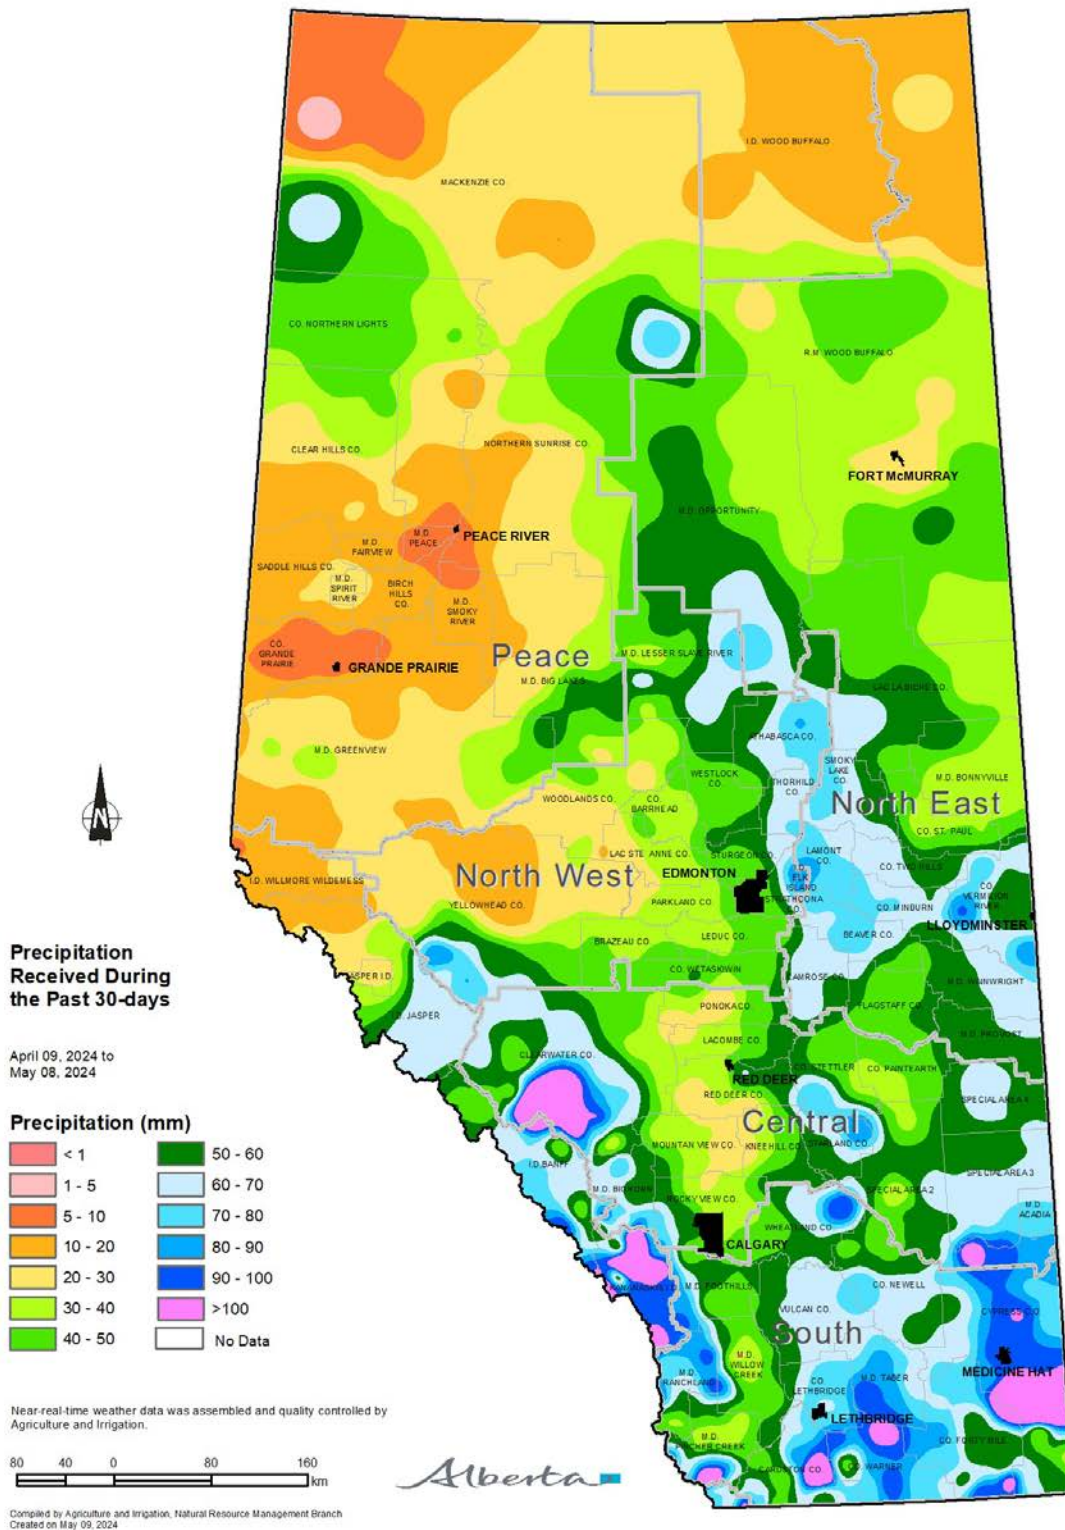 I.D. WOOD BUFFALO
MACKENZIE CO
CO. NORTHERN LIGHTS
R.M. WOOD BUFFALO
CLEAR HILLS CO.
NORTHERN SUNRISE CO.
FORT McMURRAY
M.D. OPPORTUNITY
PEACE RIVER
M.D.
PEACE
M.D.
FAIRVIEW
SADDLE HILLS CO.
M.D.
SPIRIT
RIVER
BIRCH
HILLS
CO.
M.D.
SMOKY
RIVER
CO.
GRANDE
PRAIRIE
GRANDE PRAIRIE
Peace
M.D. LESSER SLAVE RIVER
M.D. BIG LAKES
LAC LA BICHE CO.
M.D. GREENVIEW
ATHABASCA CO.
SMOKY
LAKE
CO.
WESTLOCK
CO.
THORHILD
CO.
M.D. BONNYVILLE
North East
WOODLANDS CO.
CO.
BARRHEAD
CO. ST. PAUL
N
LAC STE ANNE CO.
STURGEON CO.
LAMONT
CO.
CO. TWO HILLS
North West
EDMONTON
I.D.
ELK
ISLAND
I.D. WILLMORE WILDERNESS
CO.
VERMILION
RIVER
YELLOWHEAD CO.
PARKLAND CO.
STRATHCONA
CO.
CO. MINBURN
LLOYDMINSTER
BRAZEAU CO.
LEDUC CO.
BEAVER CO.
Precipitation
Received During
the Past 30-days
JASPER I.D.
CO. WETASKIWIN
CAMROSE CO.
M.D. WAINWRIGHT
I.D. JASPER
PONOKA CO.
FLAGSTAFF CO.
M.D. PROVOST
LACOMBE CO.
April 09, 2024 to
May 08, 2024
CLEARWATER CO.
CO. STETTLER
CO. PAINTEARTH
RED DEER
RED DEER CO.
SPECIAL AREA 4
Central
Precipitation (mm)
MOUNTAIN VIEW CO.
KNEEHILL CO.
STARLAND CO.
< 1
50 - 60
1 - 5
60 - 70
5 - 10
70 - 80
10 - 20
80 - 90
20 - 30
90 - 100
30 - 40
>100
40 - 50
No Data
I.D. BANFF
M.D. BIGHORN
SPECIAL AREA 3
SPECIAL AREA 2
ROCKY VIEW CO.
M.D.
ACADIA
WHEATLAND CO
CALGARY
KANANASKIS I.D.
M.D. FOOTHILLS
CO. NEWELL
VULCAN CO.
CYPRESS CO
South
M.D.
WILLOW
CREEK
M.D.
RANCHLAND
CO.
LETHBRIDGE
M.D. TABER
MEDICINE HAT
LETHBRIDGE
M.D.
PINCHER CREEK
CO. FORTY MILE
CARDSTON CO.
CO. WARNER
Near-real-time weather data was assembled and quality controlled by
Agriculture and Irrigation.
80 40 0 80 160
km
Alberta
Compiled by Agriculture and Irrigation, Natural Resource Management Branch
Created on May 09, 2024